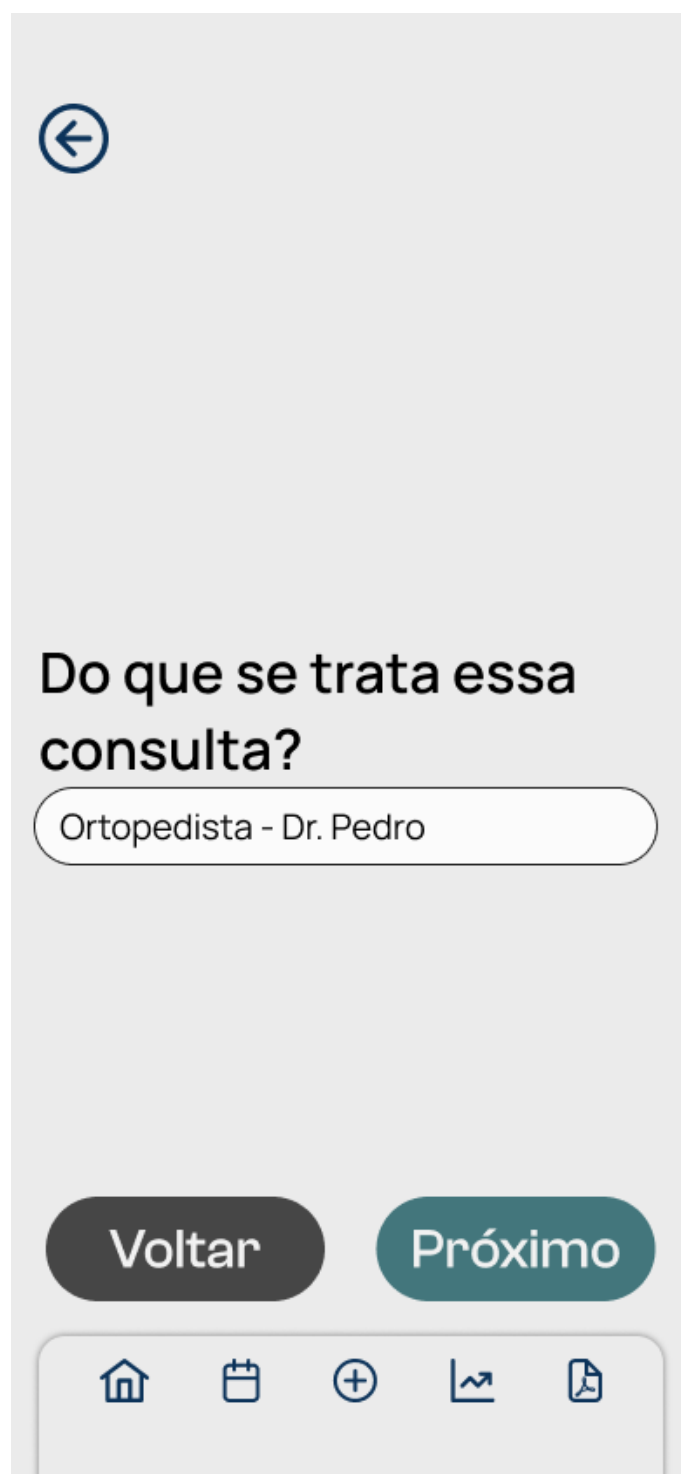 Do que se trata essa
consulta?
Ortopedista - Dr. Pedro
Voltar
Próximo